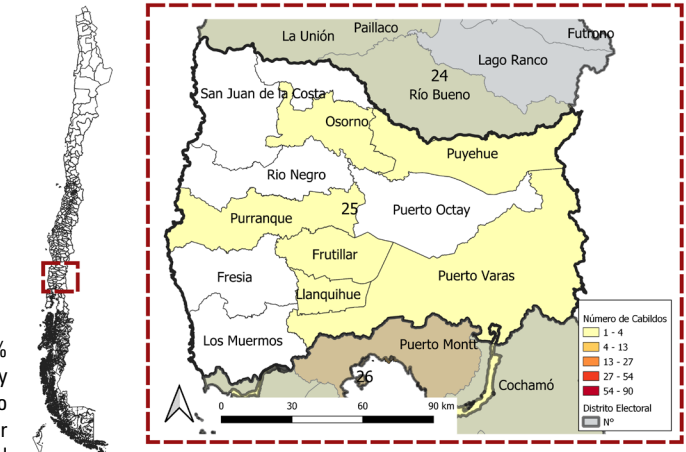 %
y
o
r
Paillaco
Futrono
La Unión
Lago Ranco
24
Río Bueno
San Juan de la Costa
Osorno
Puyehue
Rio Negro
25
Puerto Octay
Purranque
Frutillar
Fresia
Puerto Varas
Llanquihue
Los Muermos
Puerto Montt
26
Cochamó
0 30 60 90 km
Número de Cabildos
1 - 4
4 - 13
13 - 27
27 - 54
54 - 90
Distrito Electoral
N°